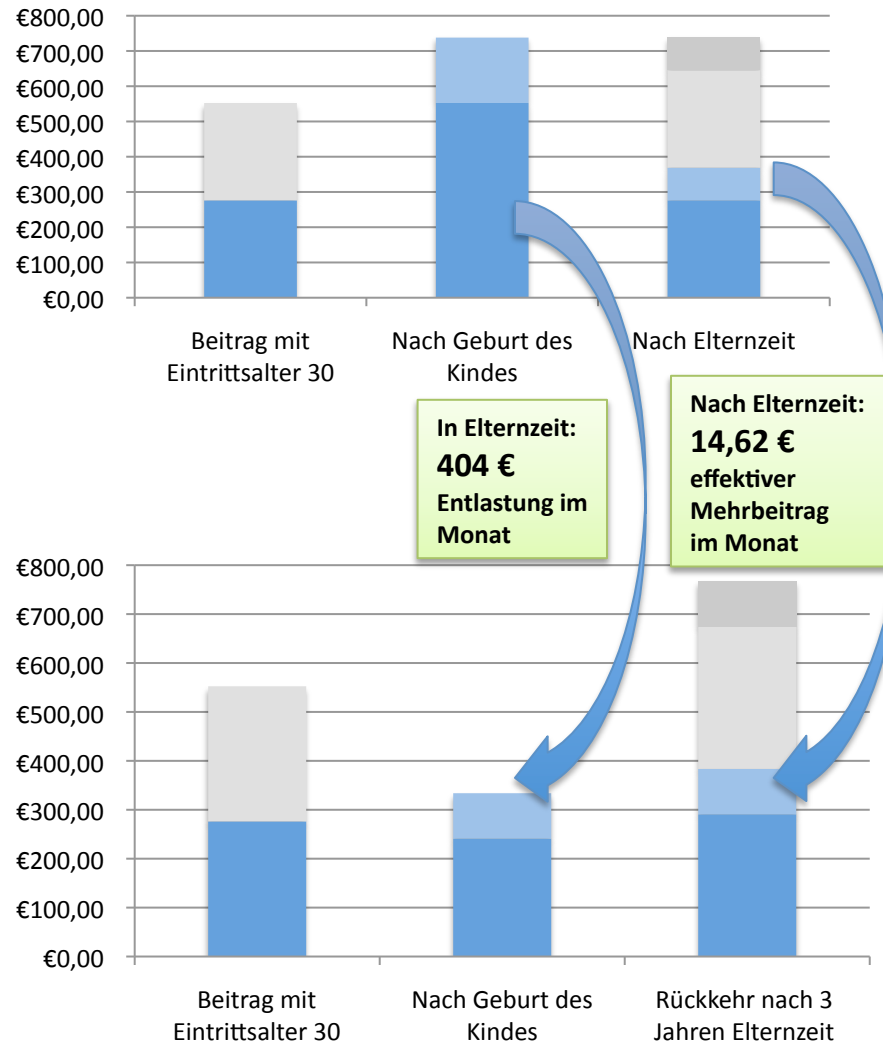 €800,00
€700,00
€600,00
€500,00
€400,00
€300,00
€200,00
€100,00
€0,00
Beitrag mit
Eintrittsalter 30
Nach Geburt des
Kindes
Nach Elternzeit
In Elternzeit:
404 €
Entlastung im
Monat
Nach Elternzeit:
14,62 €
effektiver
Mehrbeitrag
im Monat
€800,00
€700,00
€600,00
€500,00
€400,00
€300,00
€200,00
€100,00
€0,00
Beitrag mit
Eintrittsalter 30
Nach Geburt des
Kindes
Rückkehr nach 3
Jahren Elternzeit